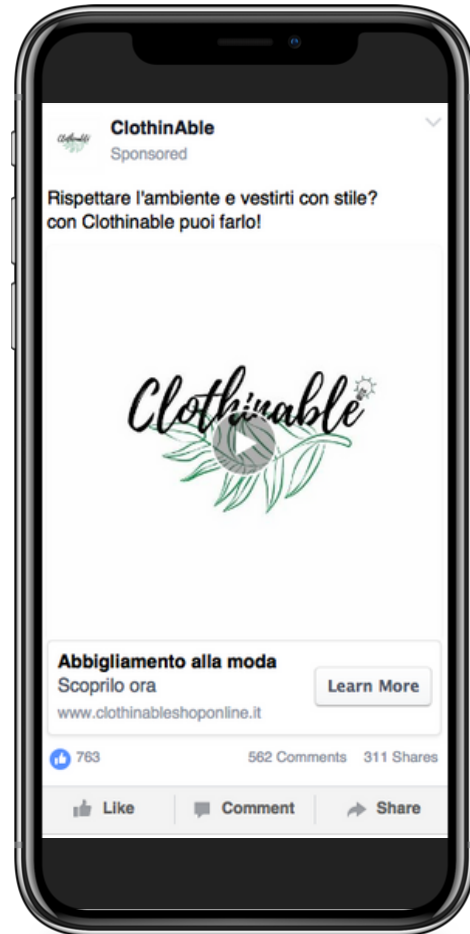 Clothinable
ClothinAble
Sponsored
Rispettare l'ambiente e vestirti con stile?
con Clothinable puoi farlo!
Clothinable
Abbigliamento alla moda
Scoprilo ora
Learn More
www.clothinableshoponline.it
763
562 Comments 311 Shares
Like Comment Share